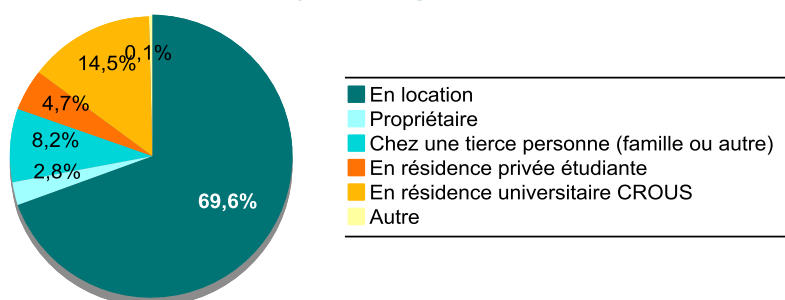 0,1%
14,5%
4,7%
8,2%
2,8%
69,6%
En location
Propriétaire
Chez une tierce personne (famille ou autre)
En résidence privée étudiante
En résidence universitaire CROUS
Autre